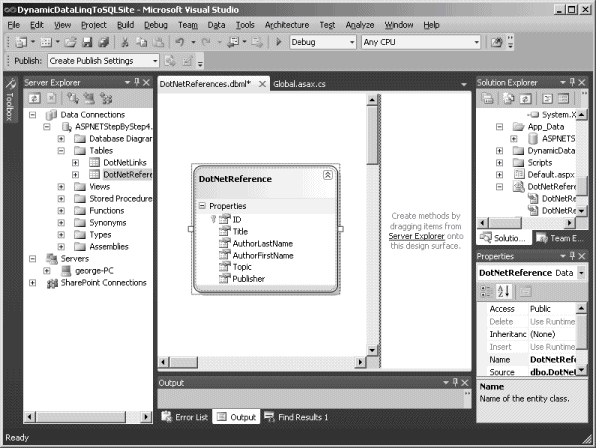 DynamicDataLinqToSQLSite - Microsoft Visual Studio
File Edit View Project Build Debug Team Data Tools Architecture Test Analyze Window Help
Debug Any CPU
Publish: Create Publish Settings
Toolbox
Server Explorer
Data Connections
ASPNETStepByStep4.
Database Diagrar
Tables
DotNetLinks
DotNetRefere
Views
Stored Procedure
Functions
Synonyms
Types
Assemblies
Servers
george-PC
SharePoint Connections
DotNetReferences.dbml* Global.asax.cs
DotNetReference
Properties
ID
Title
AuthorLastName
AuthorFirstName
Topic
Publisher
Create methods by
dragging items from
Server Explorer onto
this design surface.
Output
Error List Output Find Results 1
Solution Explorer
System.X
App_Data
ASPNETS
DynamicData
Scripts
Default.aspx
DotNetRefere
DotNetRe
DotNetRe
Solutio... Team E...
Properties
DotNetReference Data
Access Public
Delete Use Runtime
Inheritanc (None)
Insert Use Runtime
Name DotNetRefe
Source dbo.DotNet
Name
Name of the entity class.
Ready